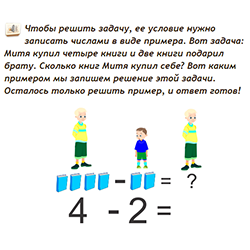 Чтобы решить задачу, ее условие нужно
записать числами в виде примера. Вот задача:
Митя купил четыре книги и две книги подарил
брату. Сколько книг Митя купил себе? Вот каким
примером мы запишем решение этой задачи.
Осталось только решить пример, и ответ готов!
- = ?
4 - 2 =